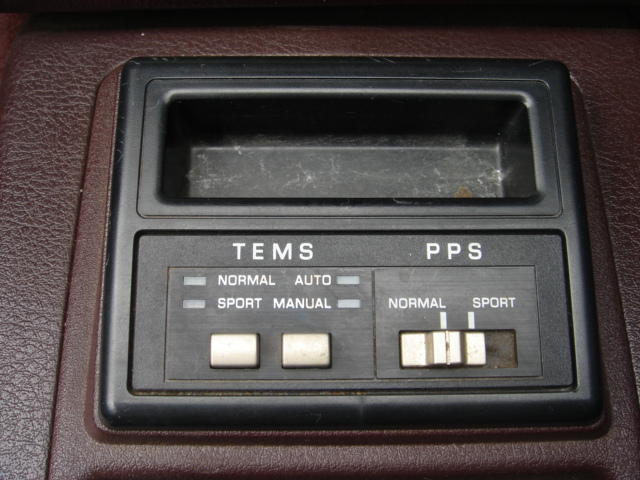 TEMS PPS
NORMAL AUTO
SPORT MANUAL
NORMAL SPORT